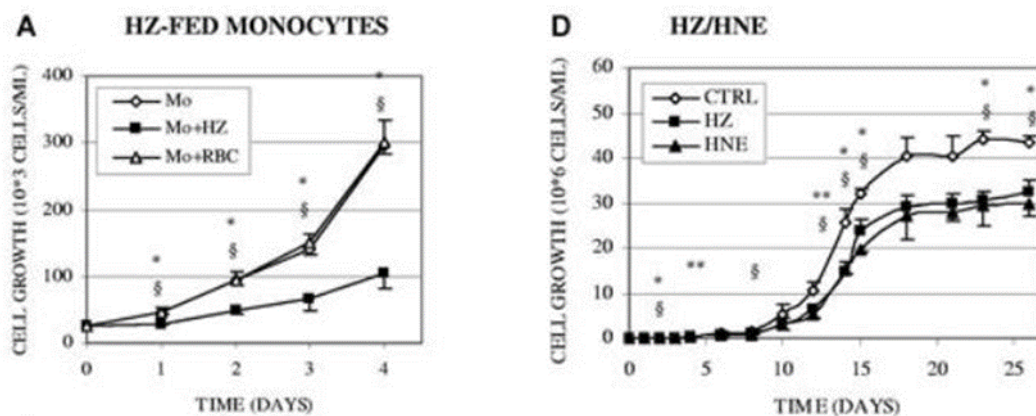 A HZ-FED MONOCYTES
CELL GROWTH (10*3 CELLS/ML)
400
300
200
100
0
Mo
Mo+HZ
Mo+RBC
*
§
*
§
*
§
*
§
0 1 2 3 4
TIME (DAYS)
D HZ/HNE
CELL GROWTH (10*6 CELLS/ML)
60
50
40
30
20
10
0
CTRL
HZ
HNE
*
§
**
§
**
§
*
§
*
§
*
§
*
§
0 5 10 15 20 25
TIME (DAYS)